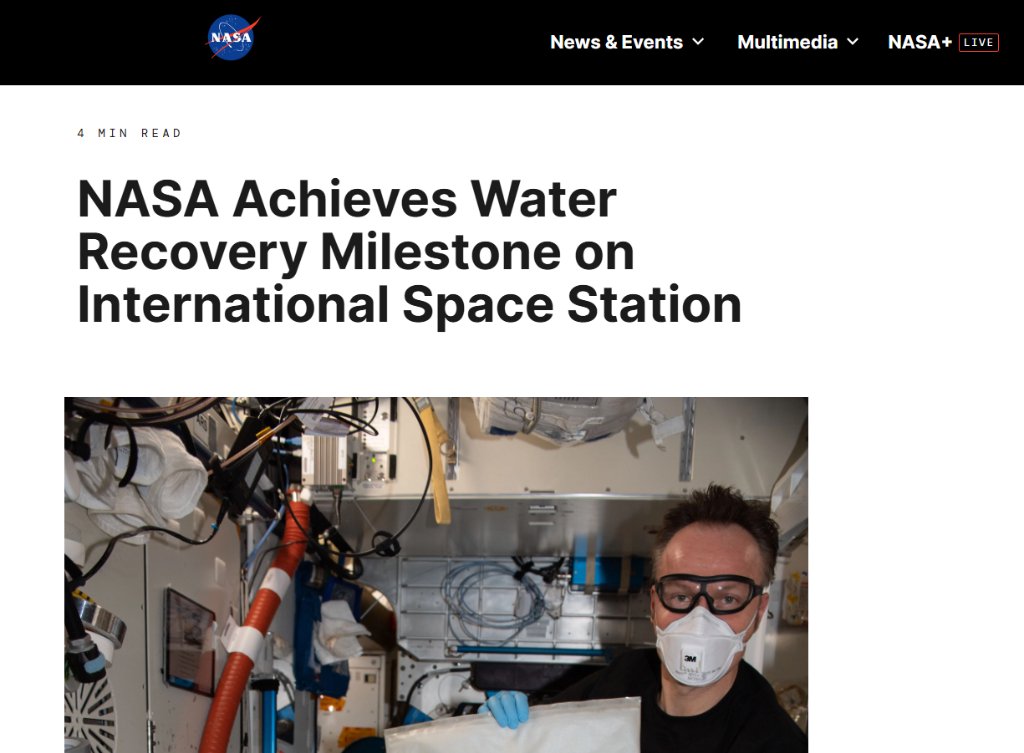 NASA
News & Events
Multimedia
NASA+ LIVE
4 MIN READ
NASA Achieves Water
Recovery Milestone on
International Space Station
3M